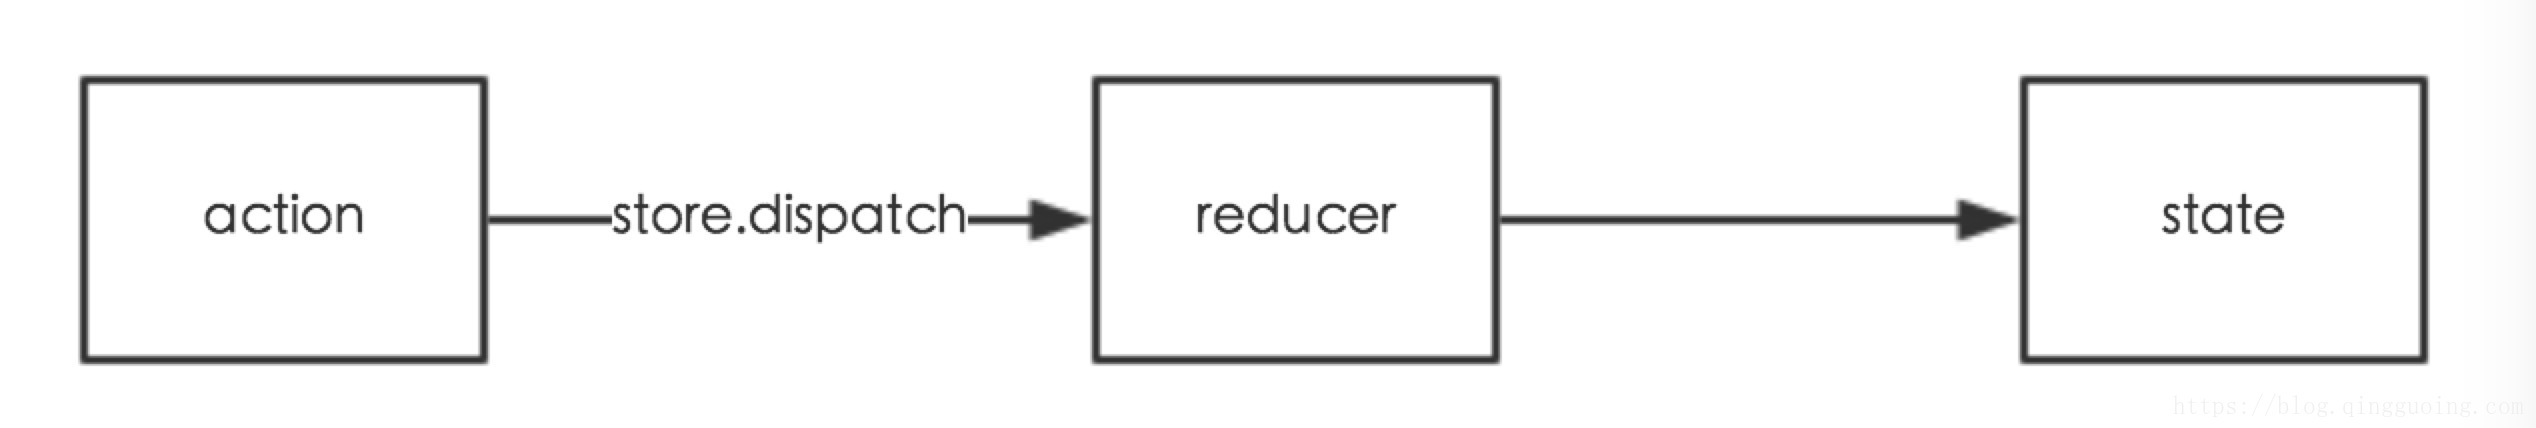 action store.dispatch reducer state
https://blog.qingguoing.com